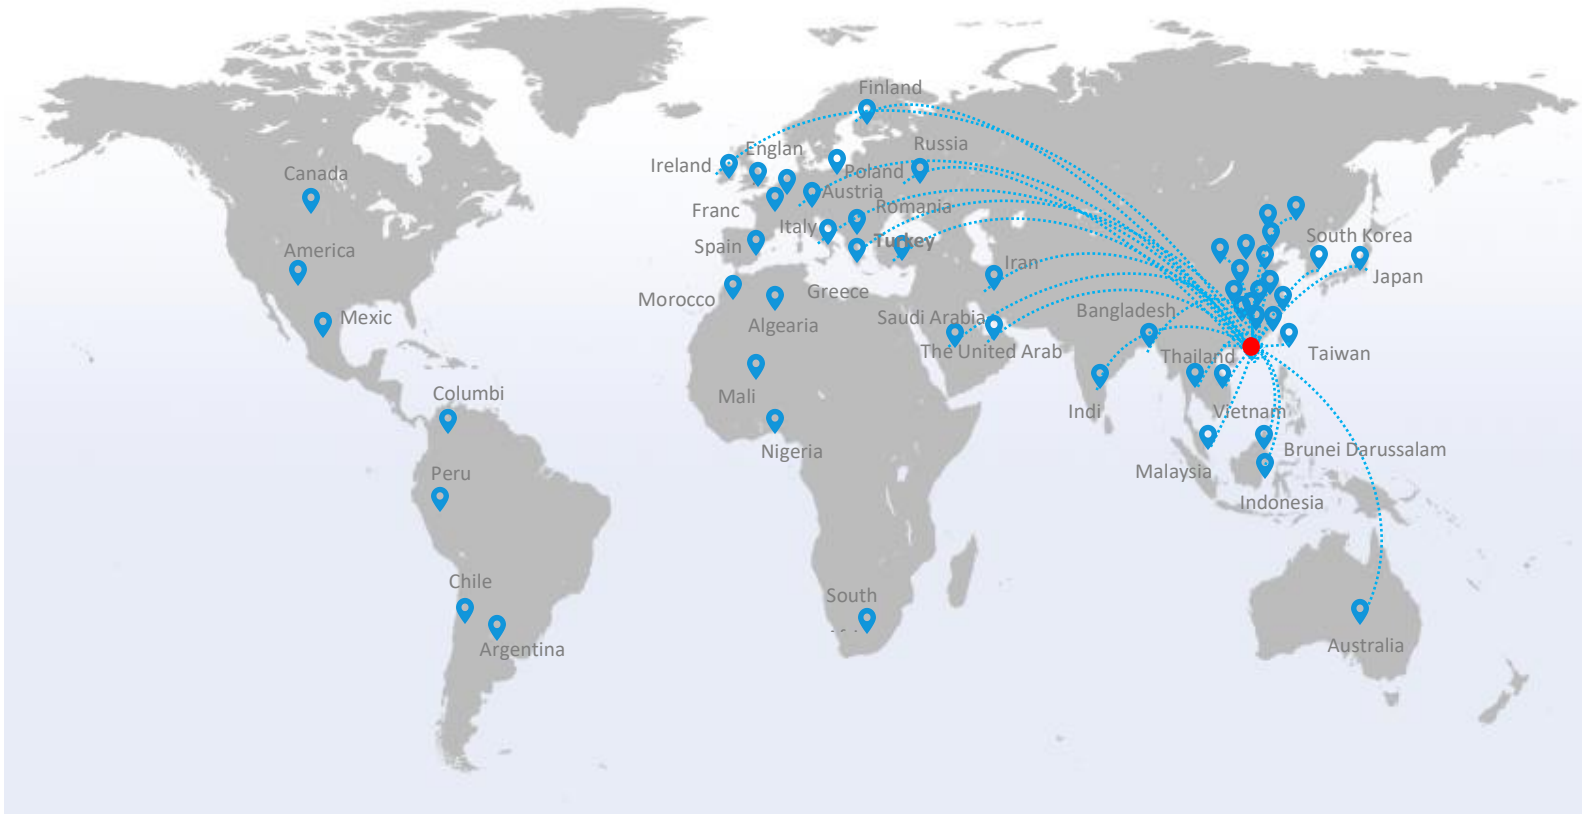 Finland
Englan
Russia
Ireland
Poland
Canada
Austria
Franc
Romania
Italy
Turkey
South Korea
Spain
America
Iran
Japan
Greece
Morocco
Bangladesh
Saudi Arabia
Mexic
Algearia
The United Arab
Thailand
Taiwan
Mali
Columbi
Indi
Vietnam
Nigeria
Brunei Darussalam
Malaysia
Peru
Indonesia
Chile
South
Argentina
Australia